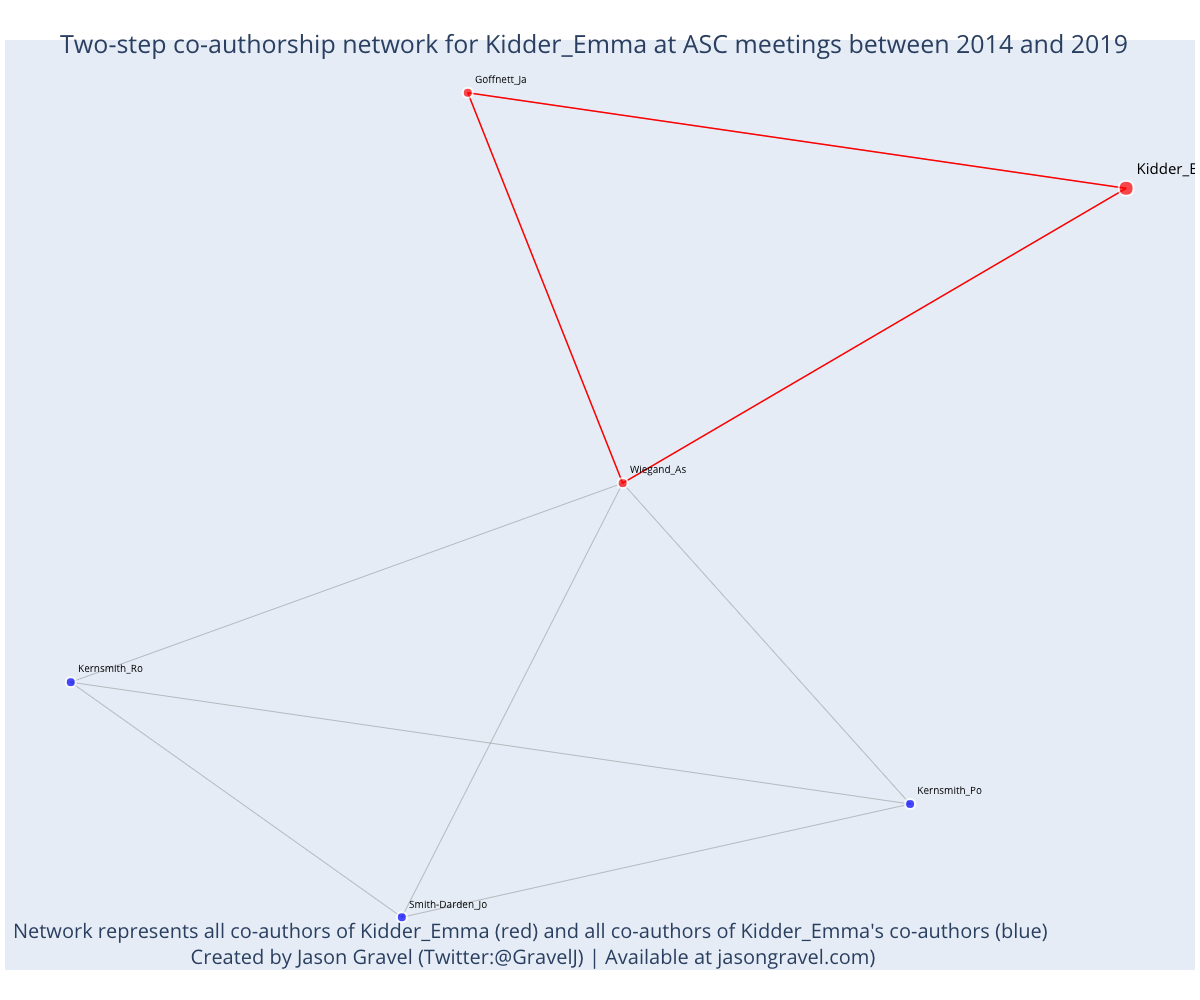 Two-step co-authorship network for Kidder_Emma at ASC meetings between 2014 and 2019
Goffnett_Ja
Kidder_E
Wiegand_As
Kernsmith_Ro
Kernsmith_Po
Smith-Darden_Jo
Network represents all co-authors of Kidder_Emma (red) and all co-authors of Kidder_Emma's co-authors (blue)
Created by Jason Gravel (Twitter:@GravelJ) | Available at jasongravel.com)